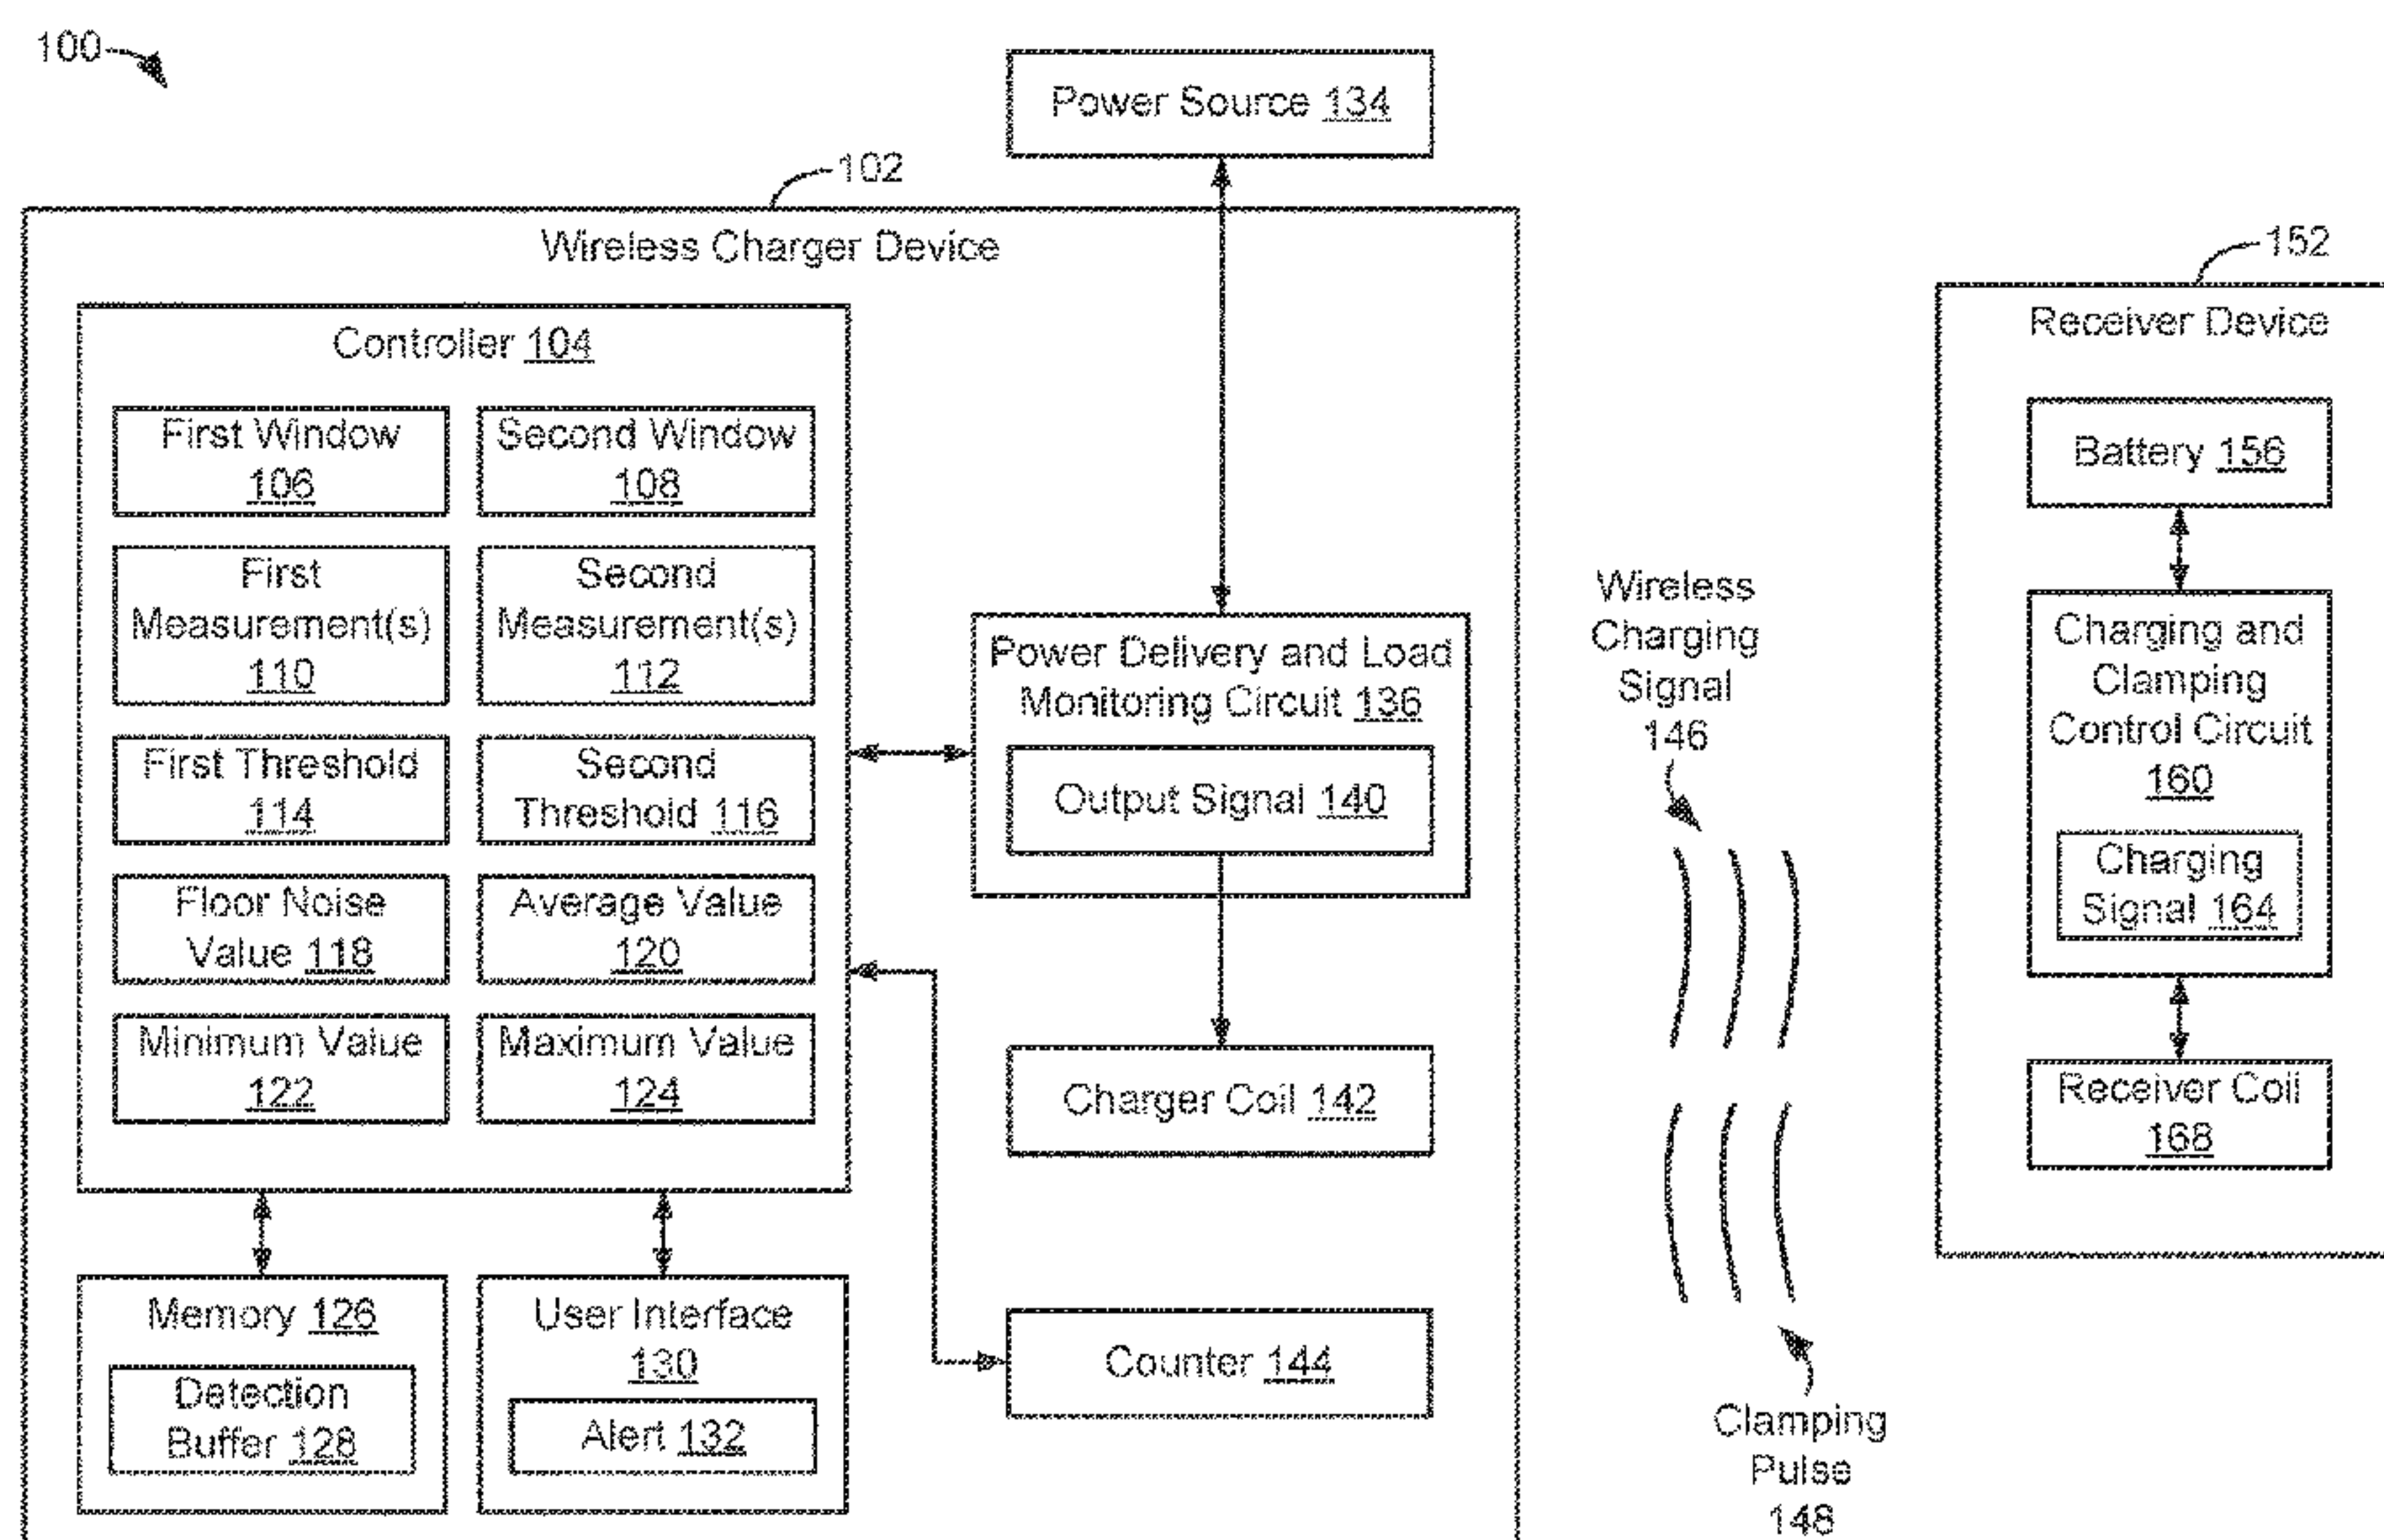 100
Power Source 134
102
Wireless Charger Device
Controller 104
First Window
106
Second Window
108
First
Measurement(s)
110
Second
Measurement(s)
112
First Threshold
114
Second
Threshold 116
Floor Noise
Value 118
Average Value
120
Minimum Value
122
Maximum Value
124
Memory 126
Detection
Buffer 128
User Interface
130
Alert 132
Power Delivery and Load
Monitoring Circuit 136
Output Signal 140
Charger Coil 142
Counter 144
Wireless
Charging
Signal
146
Clamping
Pulse
148
152
Receiver Device
Battery 156
Charging and
Clamping
Control Circuit
160
Charging
Signal 164
Receiver Coil
168